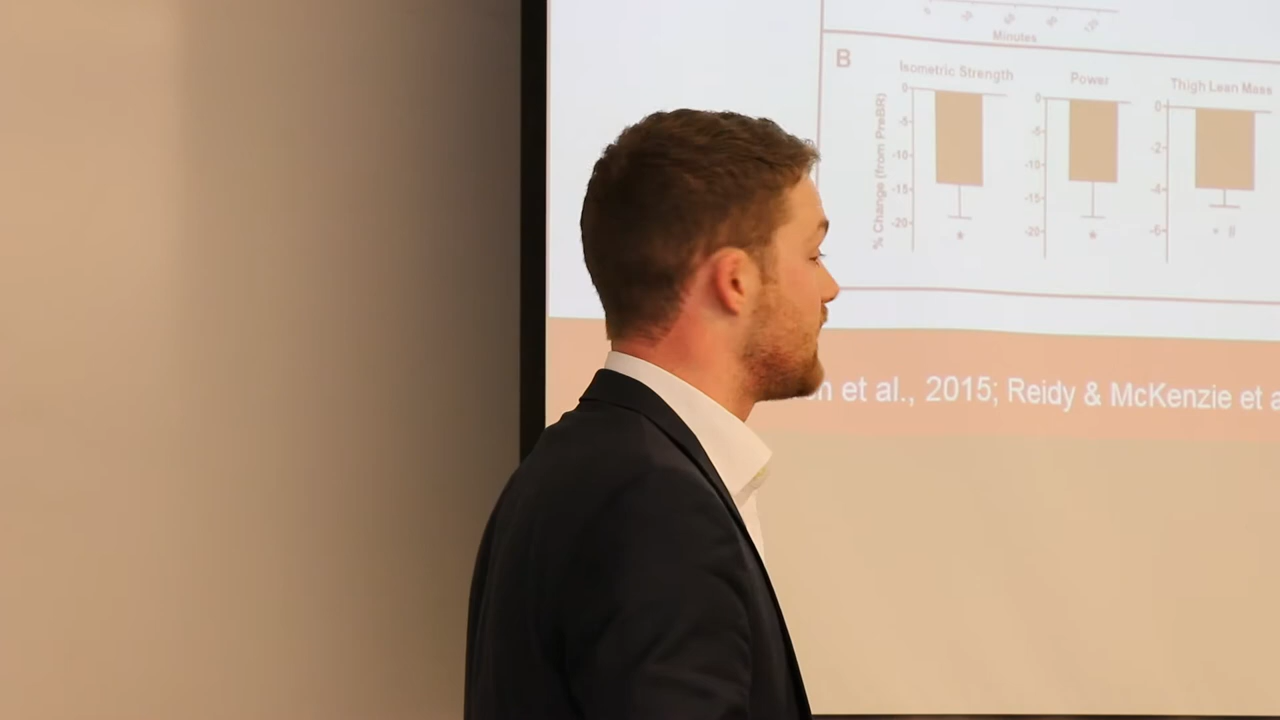 Minutes
B
Isometric Strength
Power
Thigh Lean Mass
% Change (from PreBR)
0
-5
-10
-15
-20
*
0
-5
-10
-15
-20
*
0
-2
-4
-6
et al., 2015; Reidy & McKenzie et